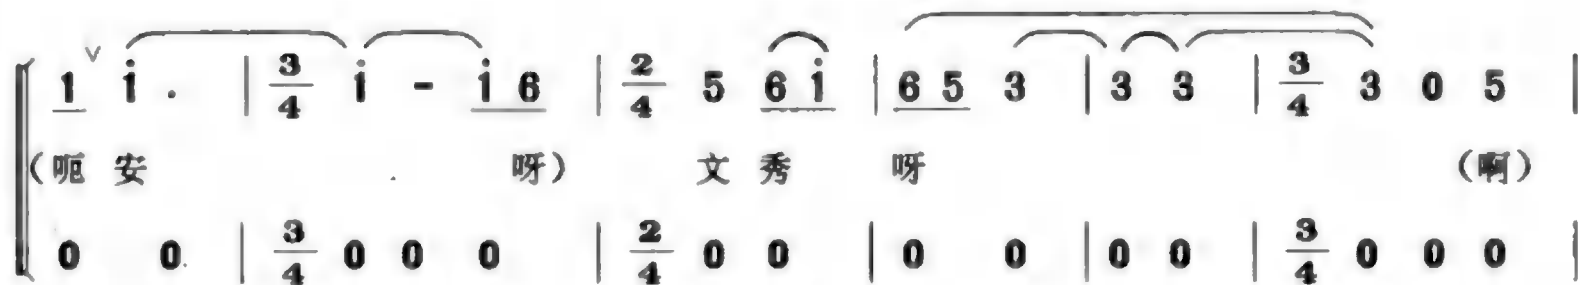 1 ∨ i . | 3/4 i - i 6 | 2/4 5 6 i | 6 5 3 | 3 3 | 3/4 3 0 5 |
(呃 安 呀) 文 秀 呀 (啊)
0 0 | 3/4 0 0 0 | 2/4 0 0 | 0 0 | 0 0 | 3/4 0 0 0 |